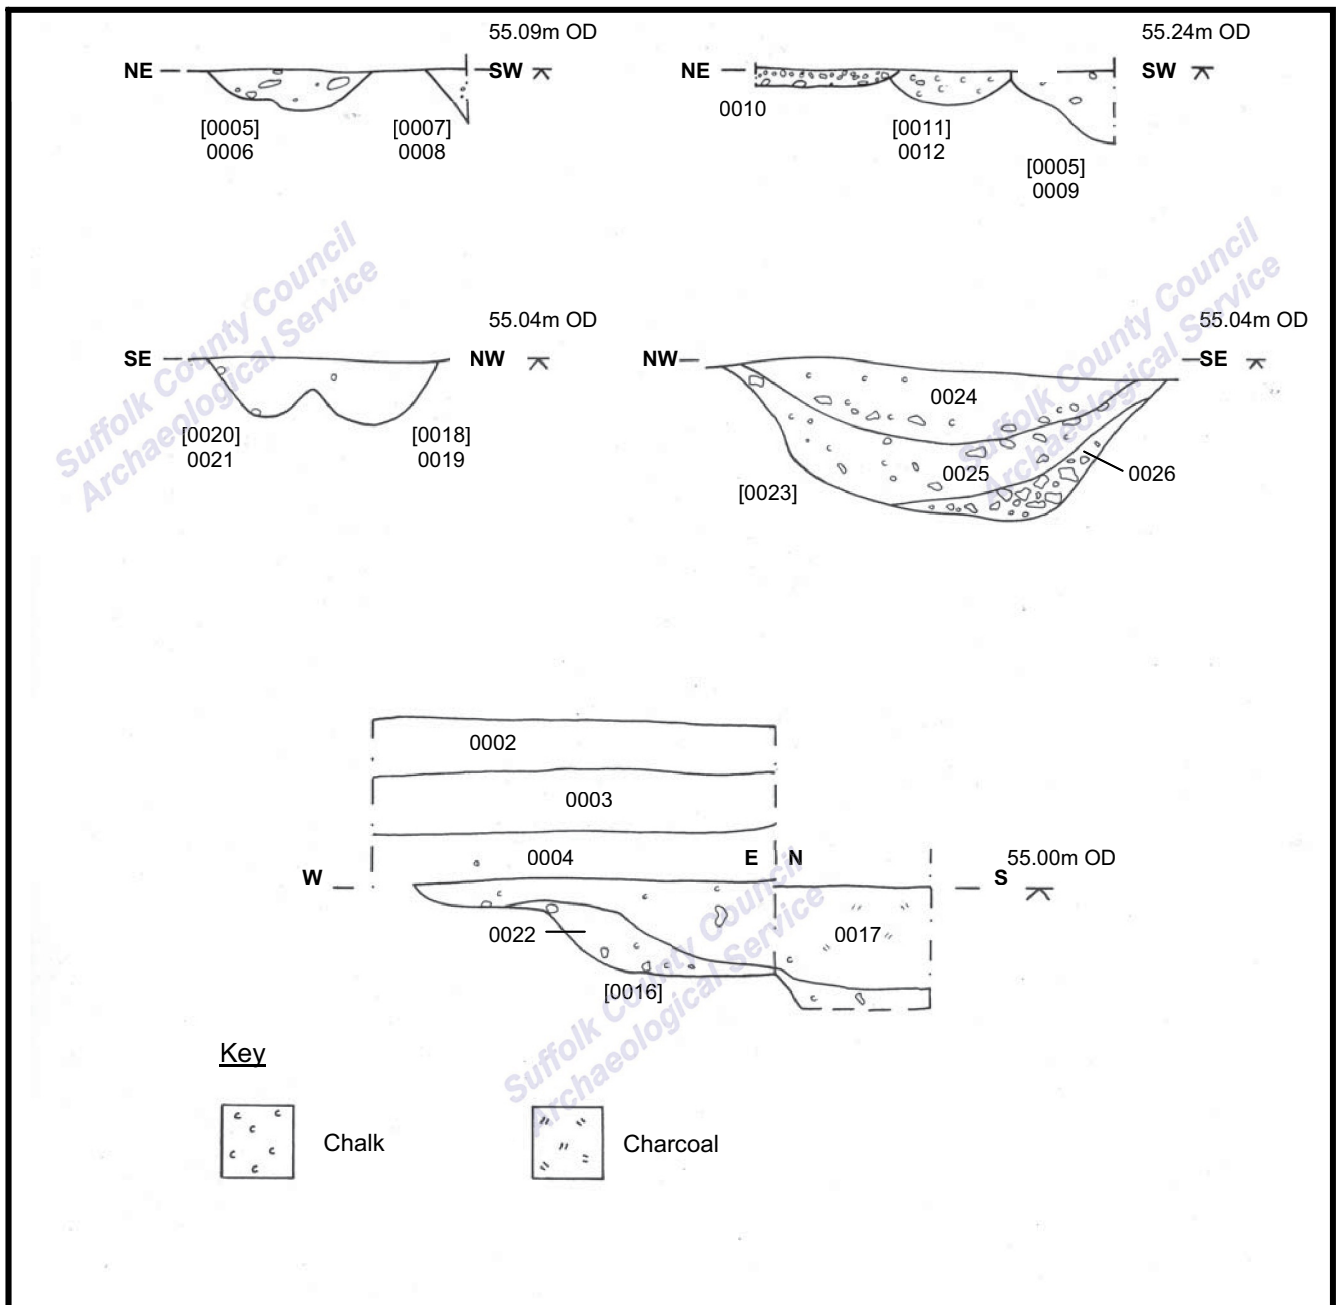 55.09m OD
NE SW
[0005] [0007]
0006 0008
55.24m OD
NE SW
0010
[0011]
0012
[0005]
0009
55.04m OD
SE NW
[0020] [0018]
0021 0019
55.04m OD
NW SE
0024
0025 0026
[0023]
Suffolk County Council
Archaeological Service
Suffolk County Council
Archaeological Service
0002
0003
0004 E N 55.00m OD
W S
0022 0017
[0016]
Suffolk County Council
Archaeological Service
Key
Chalk Charcoal